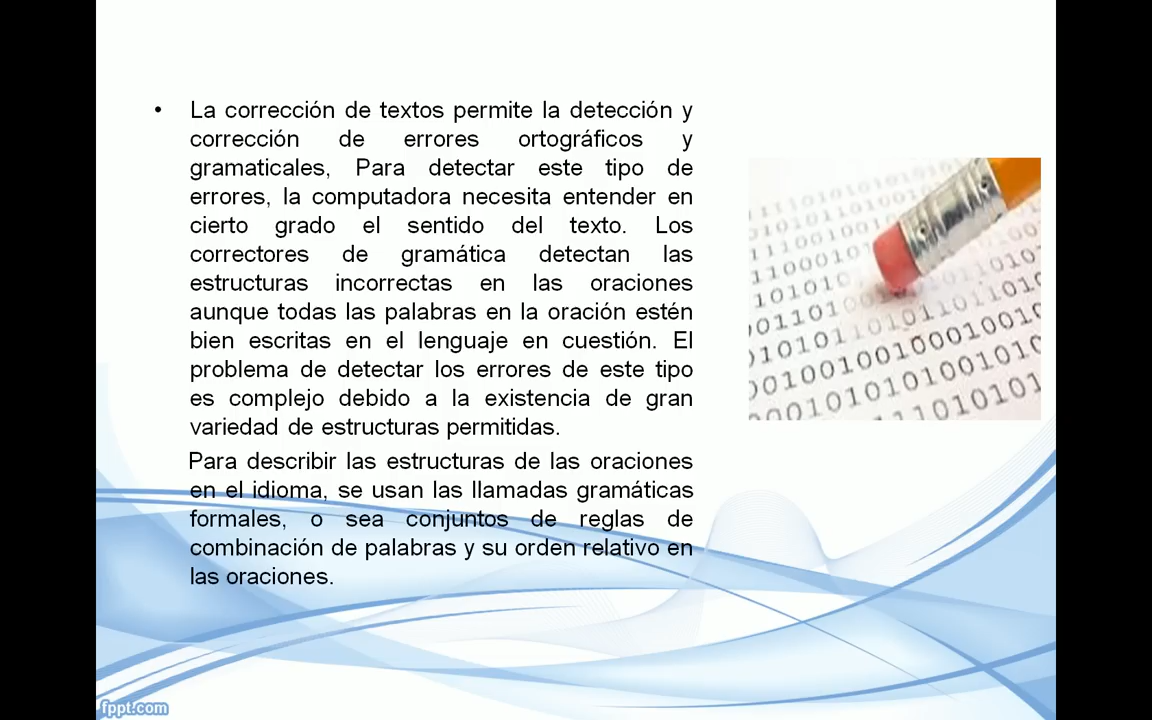 • La corrección de textos permite la detección y
corrección de errores ortográficos y
gramaticales, Para detectar este tipo de
errores, la computadora necesita entender en
cierto grado el sentido del texto. Los
correctores de gramática detectan las
estructuras incorrectas en las oraciones
aunque todas las palabras en la oración estén
bien escritas en el lenguaje en cuestión. El
problema de detectar los errores de este tipo
es complejo debido a la existencia de gran
variedad de estructuras permitidas.
Para describir las estructuras de las oraciones
en el idioma, se usan las llamadas gramáticas
formales, o sea conjuntos de reglas de
combinación de palabras y su orden relativo en
las oraciones.
fppt.com